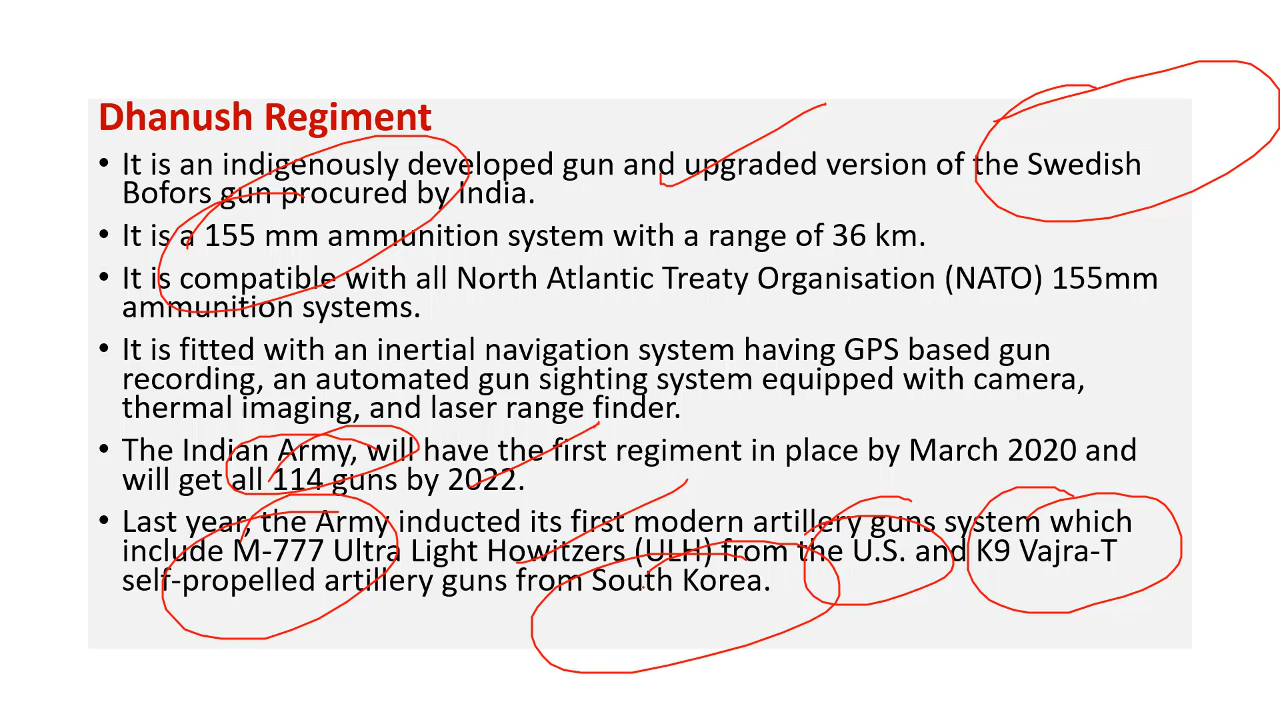 Dhanush Regiment
• It is an indigenously developed gun and upgraded version of the Swedish
Bofors gun procured by India.
• It is a 155 mm ammunition system with a range of 36 km.
• It is compatible with all North Atlantic Treaty Organisation (NATO) 155mm
ammunition systems.
• It is fitted with an inertial navigation system having GPS based gun
recording, an automated gun sighting system equipped with camera,
thermal imaging, and laser range finder.
• The Indian Army, will have the first regiment in place by March 2020 and
will get all 114 guns by 2022.
• Last year, the Army inducted its first modern artillery guns system which
include M-777 Ultra Light Howitzers (ULH) from the U.S. and K9 Vajra-T
self-propelled artillery guns from South Korea.